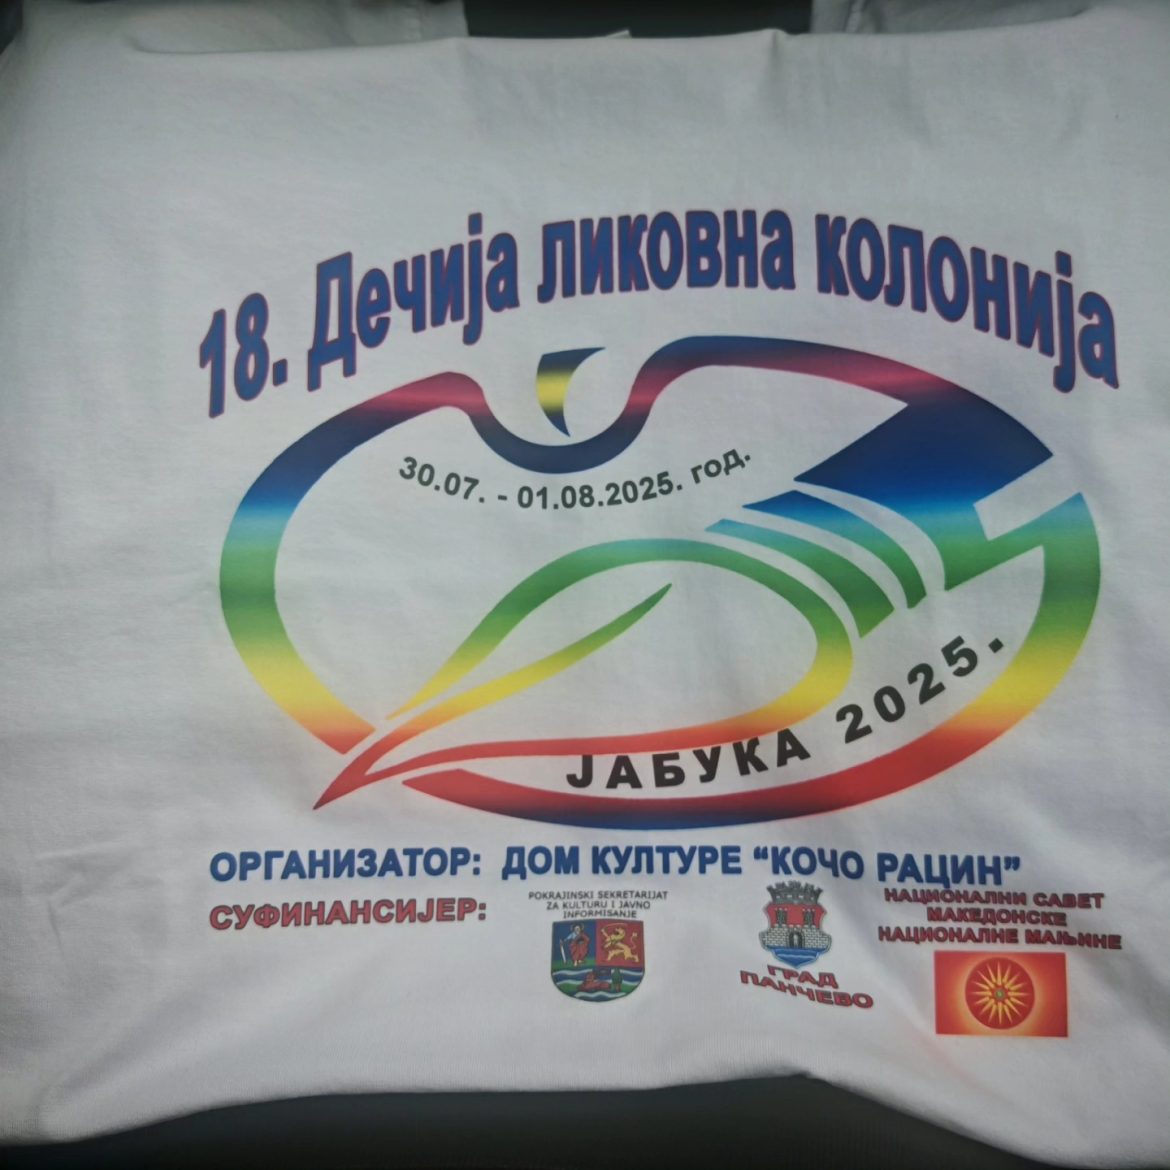 18. Дечија ликовна колонија
30.07. - 01.08.2025. год.
ЈАБУКА 2025.
ОРГАНИЗАТОР: ДОМ КУЛТУРЕ “КОЧО РАЦИН”
СУФИНАНСИЈЕР:
POKRAJINSKI SEKRETARIJAT
ZA KULTURU I JAVNO
INFORMISANJE
ГРАД
ПАНЧЕВО
НАЦИОНАЛНИ САВЕТ
МАКЕДОНСКЕ
НАЦИОНАЛНЕ МАЊИНЕ